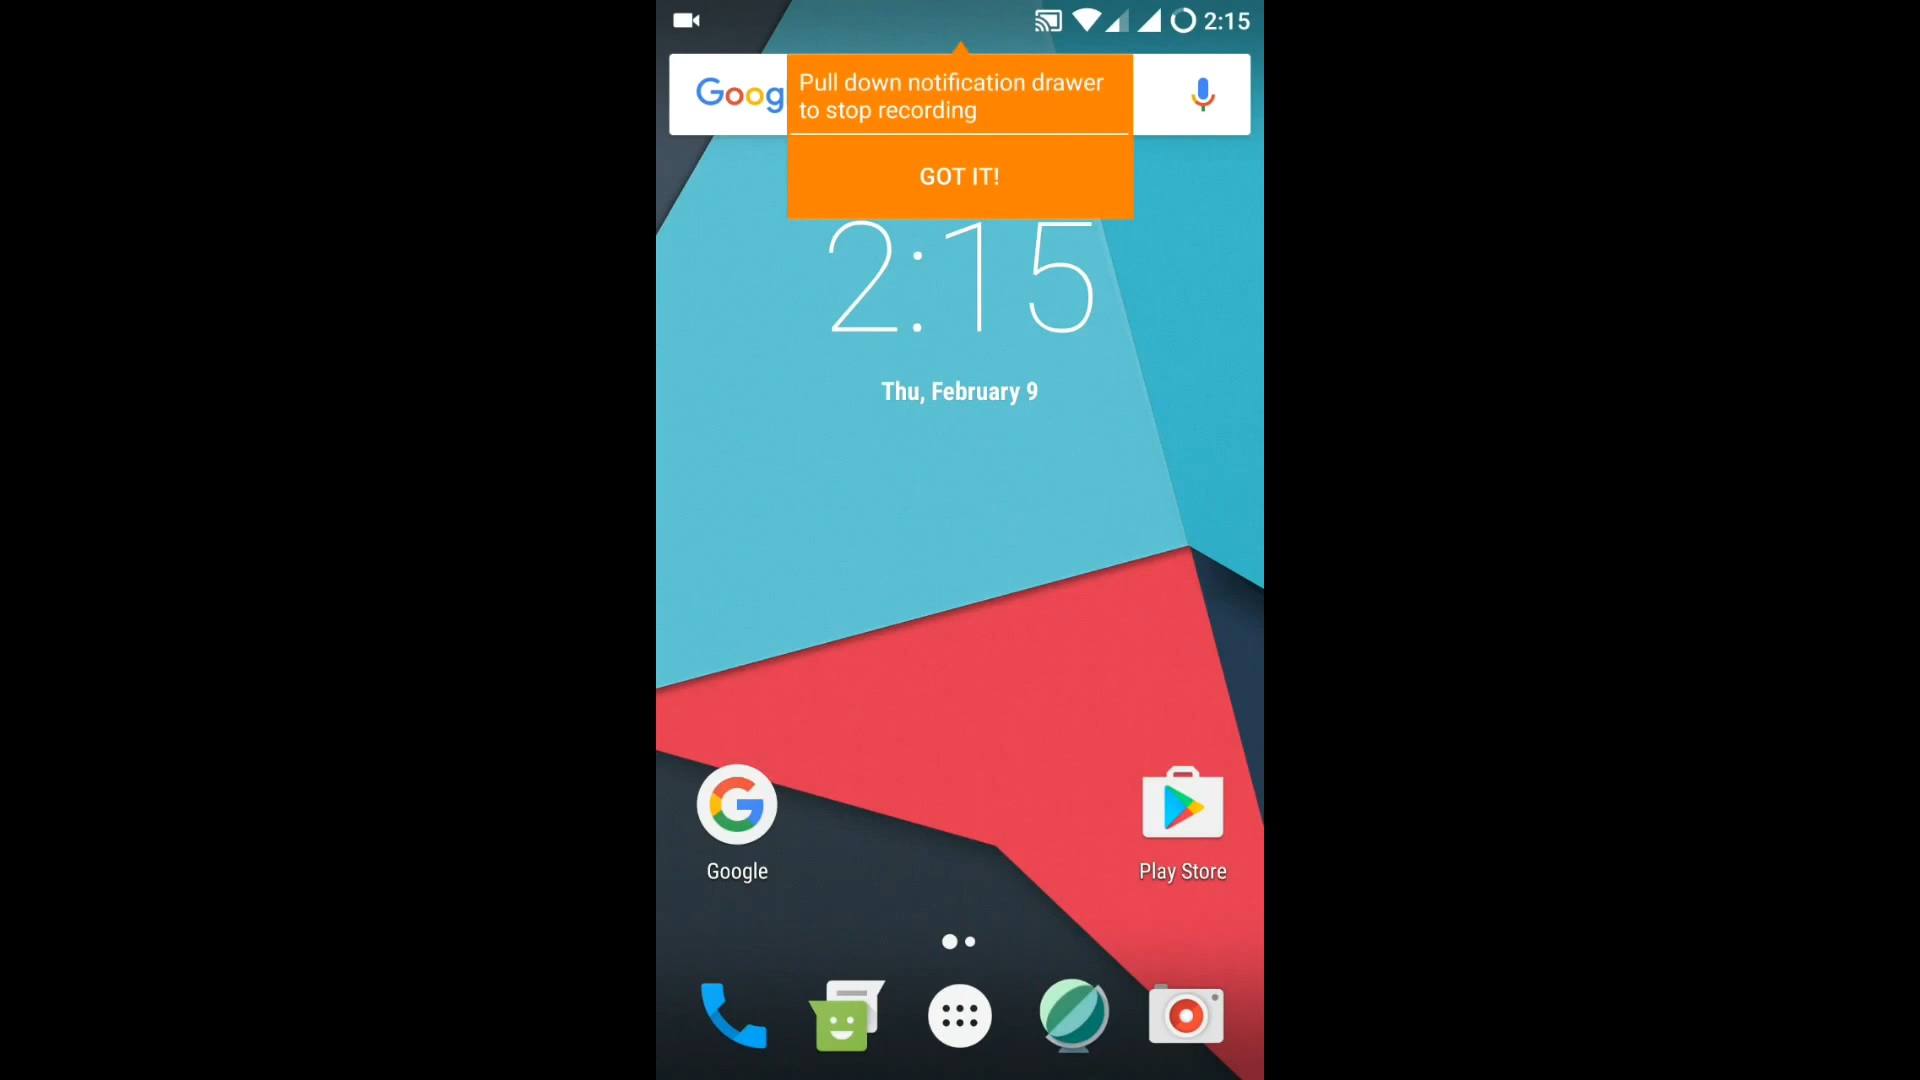 2:15
Goog
Pull down notification drawer
to stop recording
GOT IT!
2:15
Thu, February 9
Google
Play Store